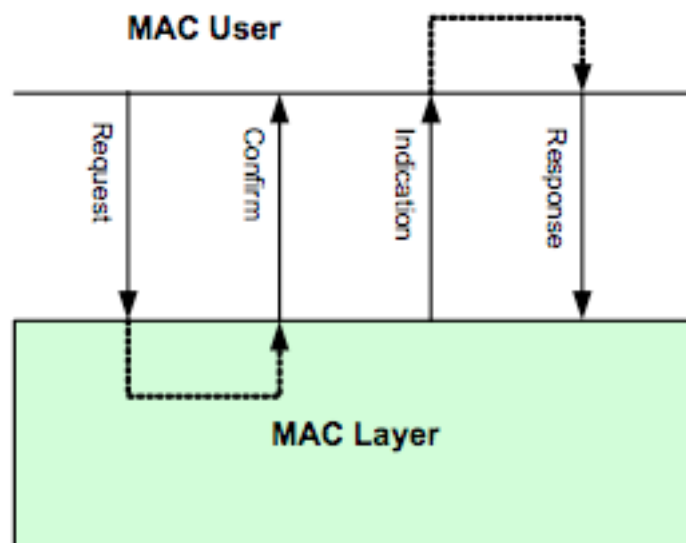 MAC User
Request
Confirm
Indication
Response
MAC Layer